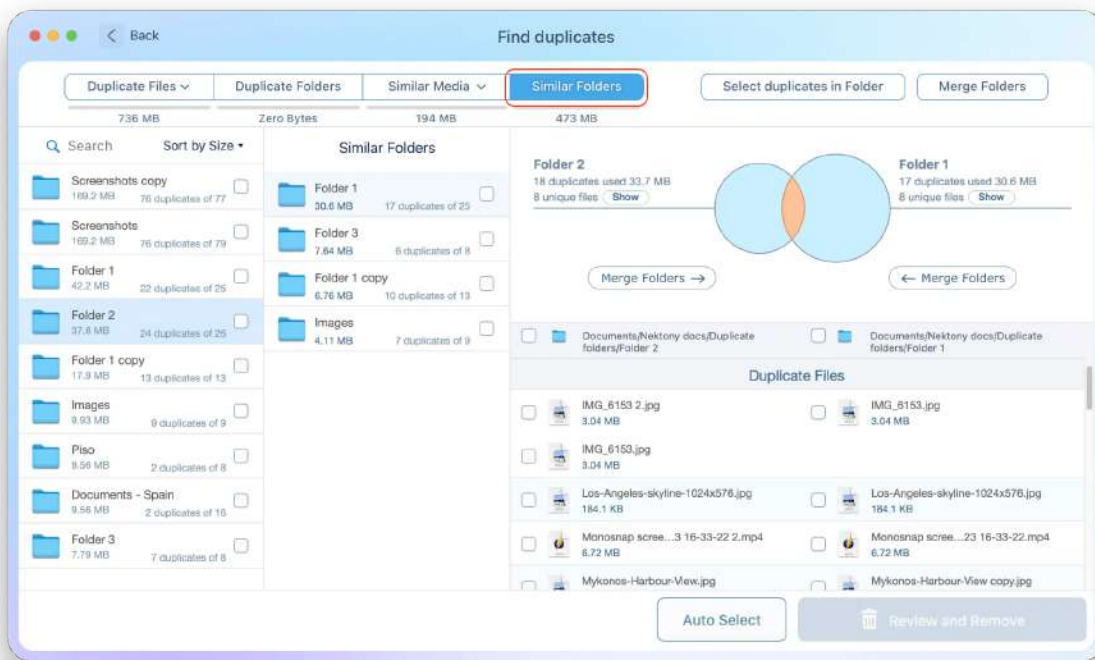 Back
Find duplicates
Duplicate Files
Duplicate Folders
Similar Media
Similar Folders
Select duplicates in Folder
Merge Folders
736 MB
Zero Bytes
194 MB
473 MB
Search
Sort by Size
Screenshots copy
169.2 MB 76 duplicates of 77
Screenshots
169.2 MB 76 duplicates of 79
Folder 1
42.2 MB 22 duplicates of 25
Folder 2
37.8 MB 24 duplicates of 26
Folder 1 copy
17.9 MB 13 duplicates of 13
Images
9.93 MB 9 duplicates of 9
Piso
9.56 MB 2 duplicates of 8
Documents - Spain
9.56 MB 2 duplicates of 16
Folder 3
7.79 MB 7 duplicates of 8
Similar Folders
Folder 1
30.6 MB 17 duplicates of 25
Folder 3
7.64 MB 6 duplicates of 8
Folder 1 copy
6.76 MB 10 duplicates of 13
Images
4.11 MB 7 duplicates of 9
Folder 2
18 duplicates used 33.7 MB
8 unique files Show
Folder 1
17 duplicates used 30.6 MB
8 unique files Show
Merge Folders →
← Merge Folders
Documents/Nektony docs/Duplicate
folders/Folder 2
Documents/Nektony docs/Duplicate
folders/Folder 1
Duplicate Files
IMG_6153 2.jpg
3.04 MB
IMG_6153.jpg
3.04 MB
IMG_6153.jpg
3.04 MB
Los-Angeles-skyline-1024x576.jpg
184.1 KB
Los-Angeles-skyline-1024x576.jpg
184.1 KB
Monosnap scree...3 16-33-22 2.mp4
6.72 MB
Monosnap scree...23 16-33-22.mp4
6.72 MB
Mykonos-Harbour-View.jpg
Mykonos-Harbour-View copy.jpg
Auto Select
Review and Remove